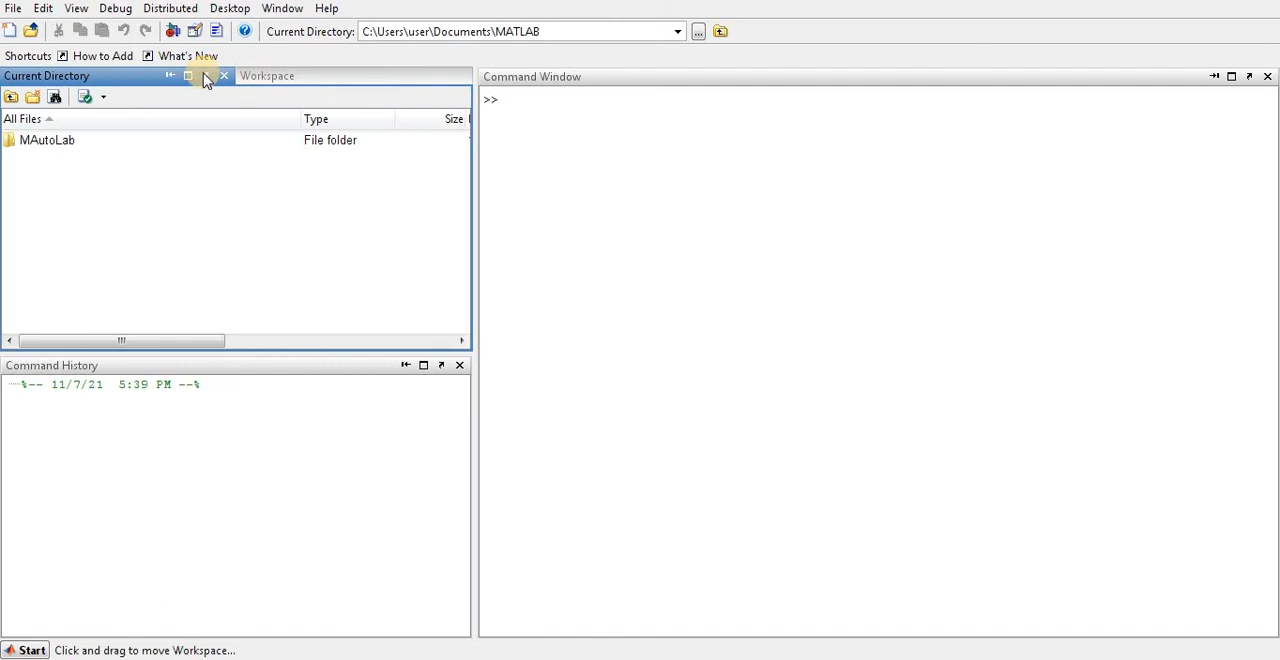 File Edit View Debug Distributed Desktop Window Help
Current Directory: C:\Users\user\Documents\MATLAB ...
Shortcuts How to Add What's New
Current Directory Workspace
Command Window
>>
All Files Type Size
MAutoLab File folder
Command History
%-- 11/7/21 5:39 PM --%
Start Click and drag to move Workspace...